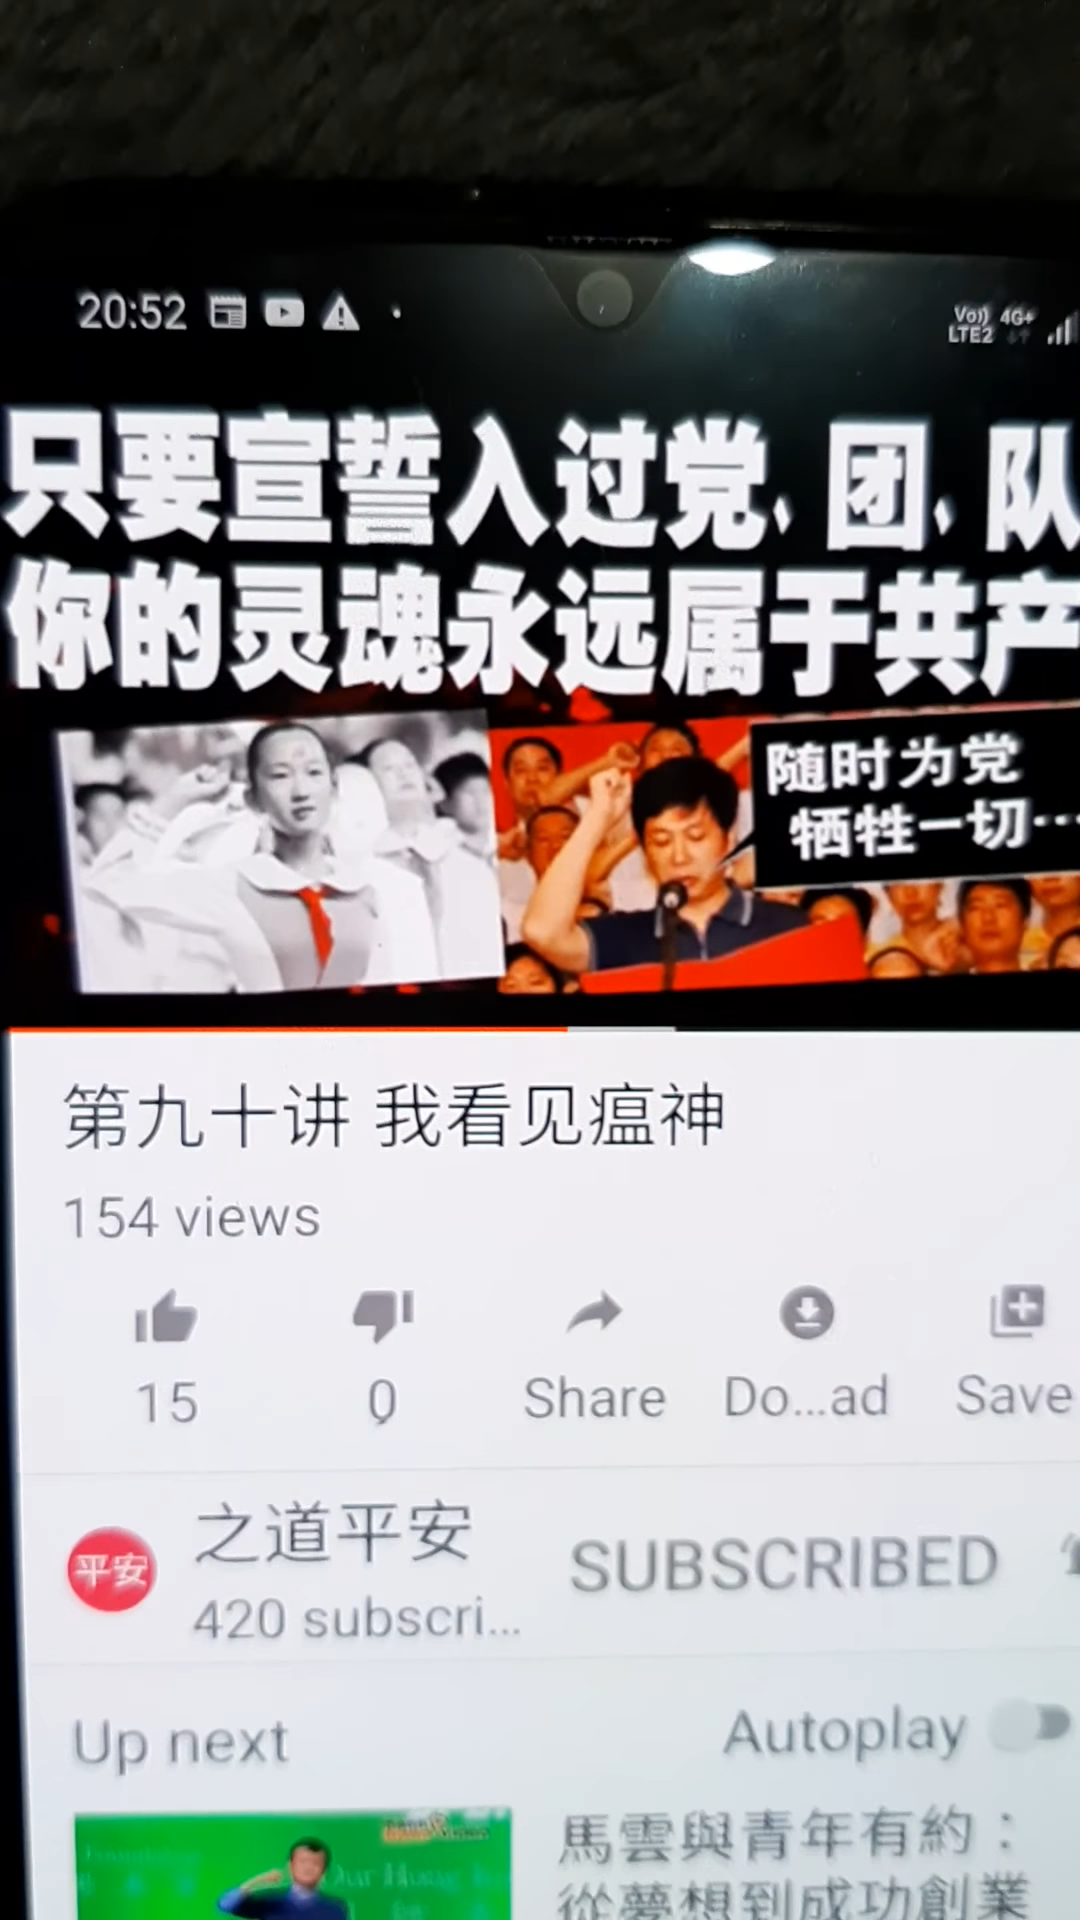 20:52
Vo)) 4G+
LTE2
只要宣誓入过党、团、队
你的灵魂永远属于共产
随时为党
牺牲一切…
第九十讲 我看见瘟神
154 views
15
0
Share
Do...ad
Save
平安
之道平安
420 subscri...
SUBSCRIBED
Up next
Autoplay
馬雲與青年有約：
從夢想到成功創業